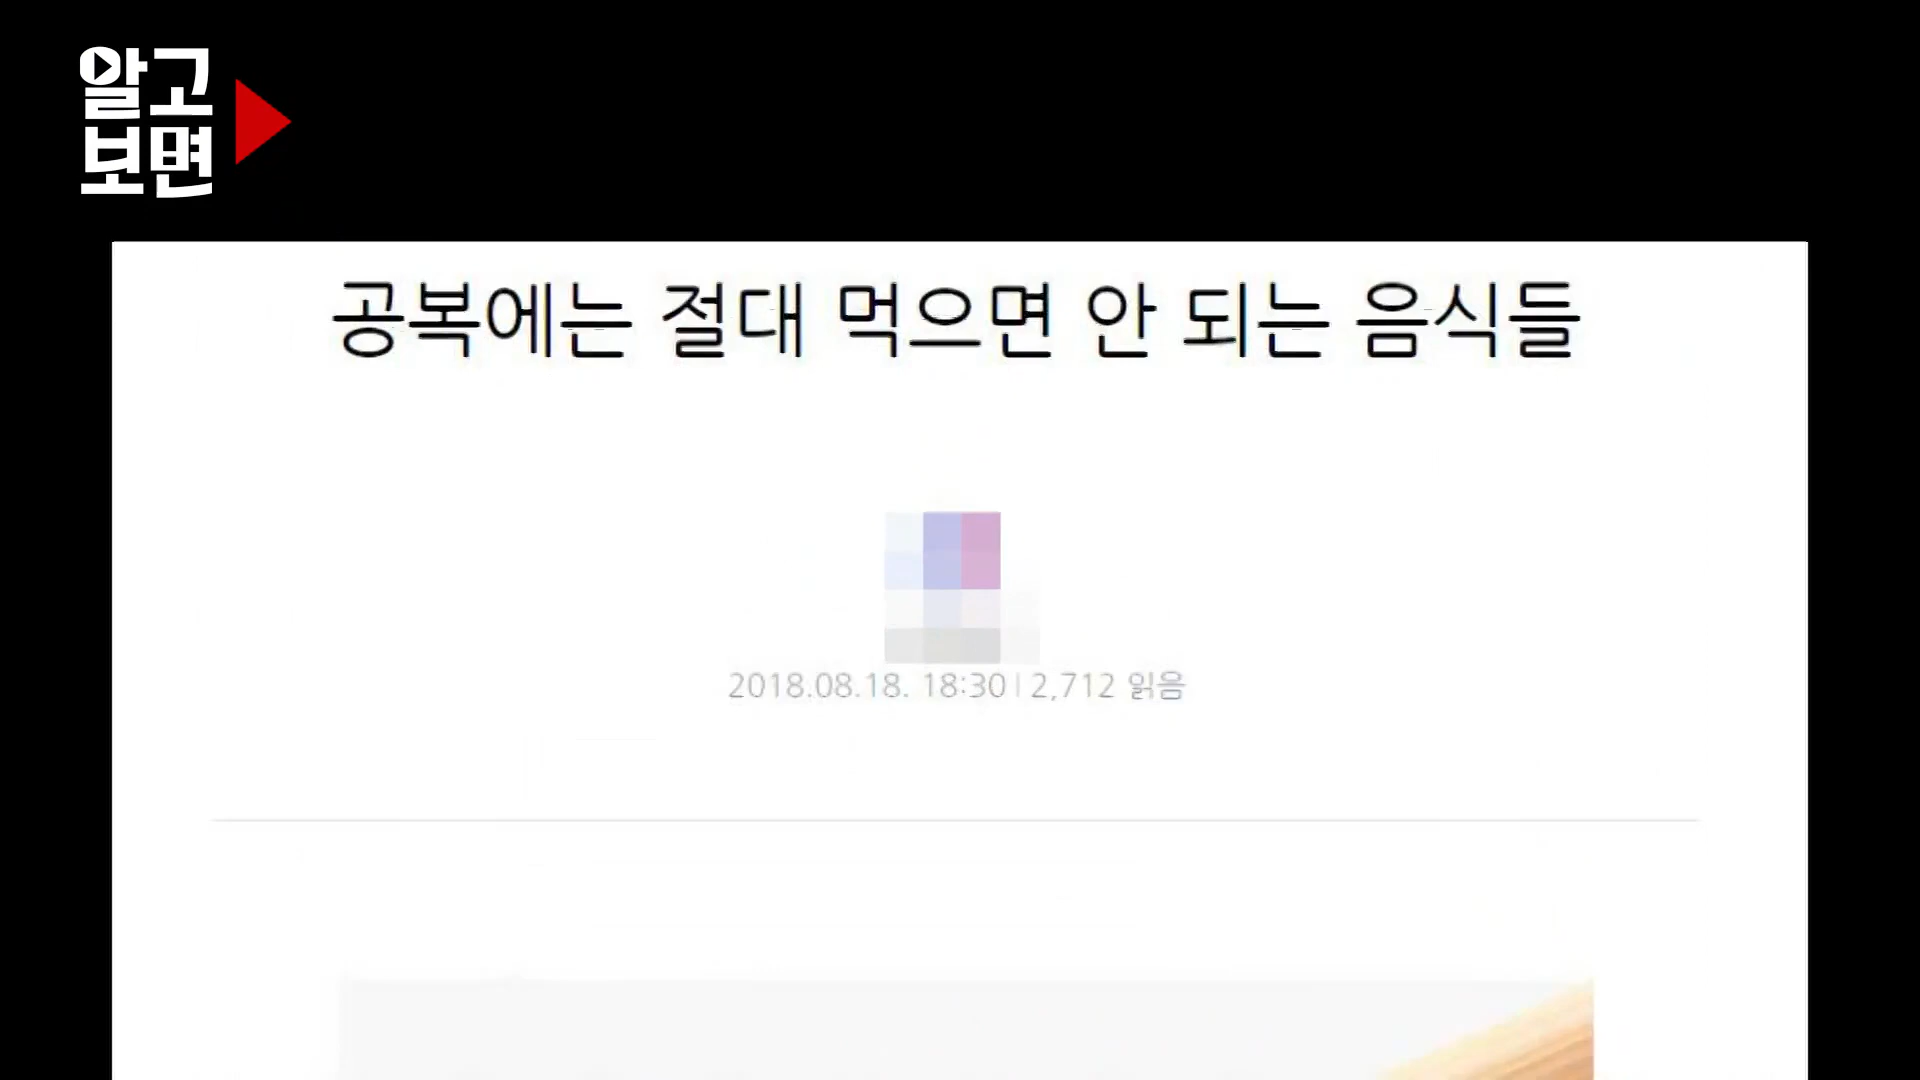 알고
보면
공복에는 절대 먹으면 안 되는 음식들
2018.08.18. 18:30 | 2,712 읽음